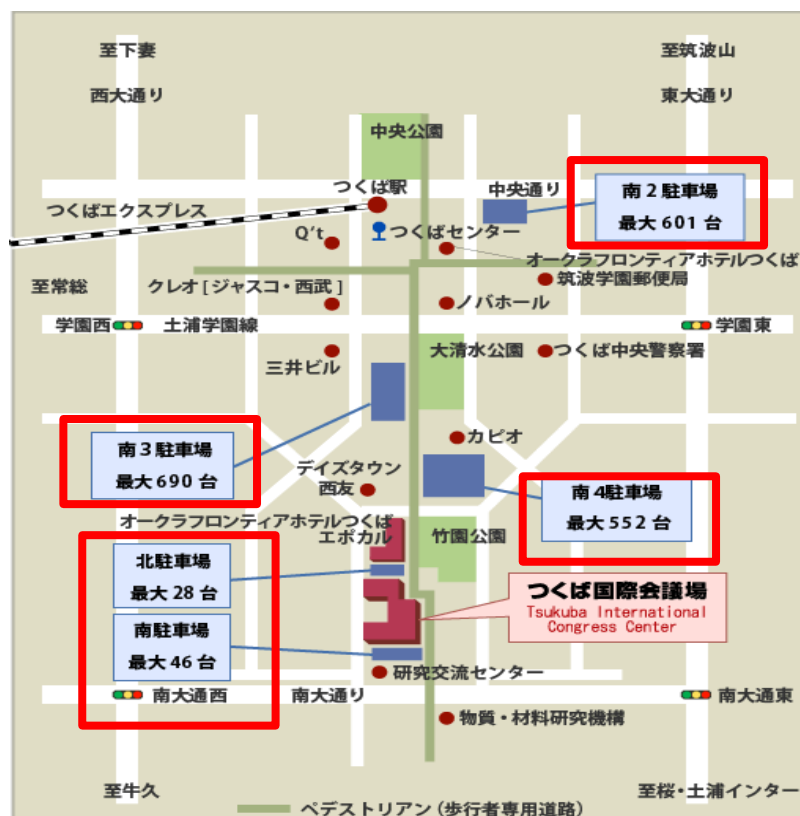 至下妻
西大通り
至筑波山
東大通り
中央公園
つくば駅
中央通り
南2駐車場
最大 601 台
つくばエクスプレス
Q't
つくばセンター
オークラフロンティアホテルつくば
筑波学園郵便局
至常総
クレオ [ジャスコ・西武]
ノバホール
学園西
土浦学園線
学園東
三井ビル
大清水公園
つくば中央警察署
南3駐車場
最大 690 台
カピオ
デイズタウン
西友
南4駐車場
最大 552 台
オークラフロンティアホテルつくば
エポカル
竹園公園
北駐車場
最大 28 台
つくば国際会議場
Tsukuba International
Congress Center
南駐車場
最大 46 台
研究交流センター
南大通西
南大通り
南大通東
物質・材料研究機構
至牛久
至桜・土浦インター
ペデストリアン (歩行者専用道路)